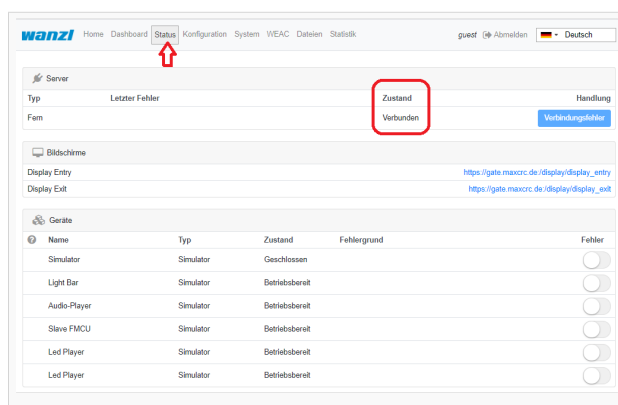 wanzl Home Dashboard Status Konfiguration System WEAC Dateien Statistik guest Abmelden Deutsch
Server
Typ Letzter Fehler Zustand Handlung
Fern Verbunden Verbindungsfehler
Bildschirme
Display Entry https://gate.maxcrc.de:/display/display_entry
Display Exit https://gate.maxcrc.de:/display/display_exit
Geräte
? Name Typ Zustand Fehlergrund Fehler
Simulator Simulator Geschlossen
Light Bar Simulator Betriebsbereit
Audio-Player Simulator Betriebsbereit
Slave FMCU Simulator Betriebsbereit
Led Player Simulator Betriebsbereit
Led Player Simulator Betriebsbereit